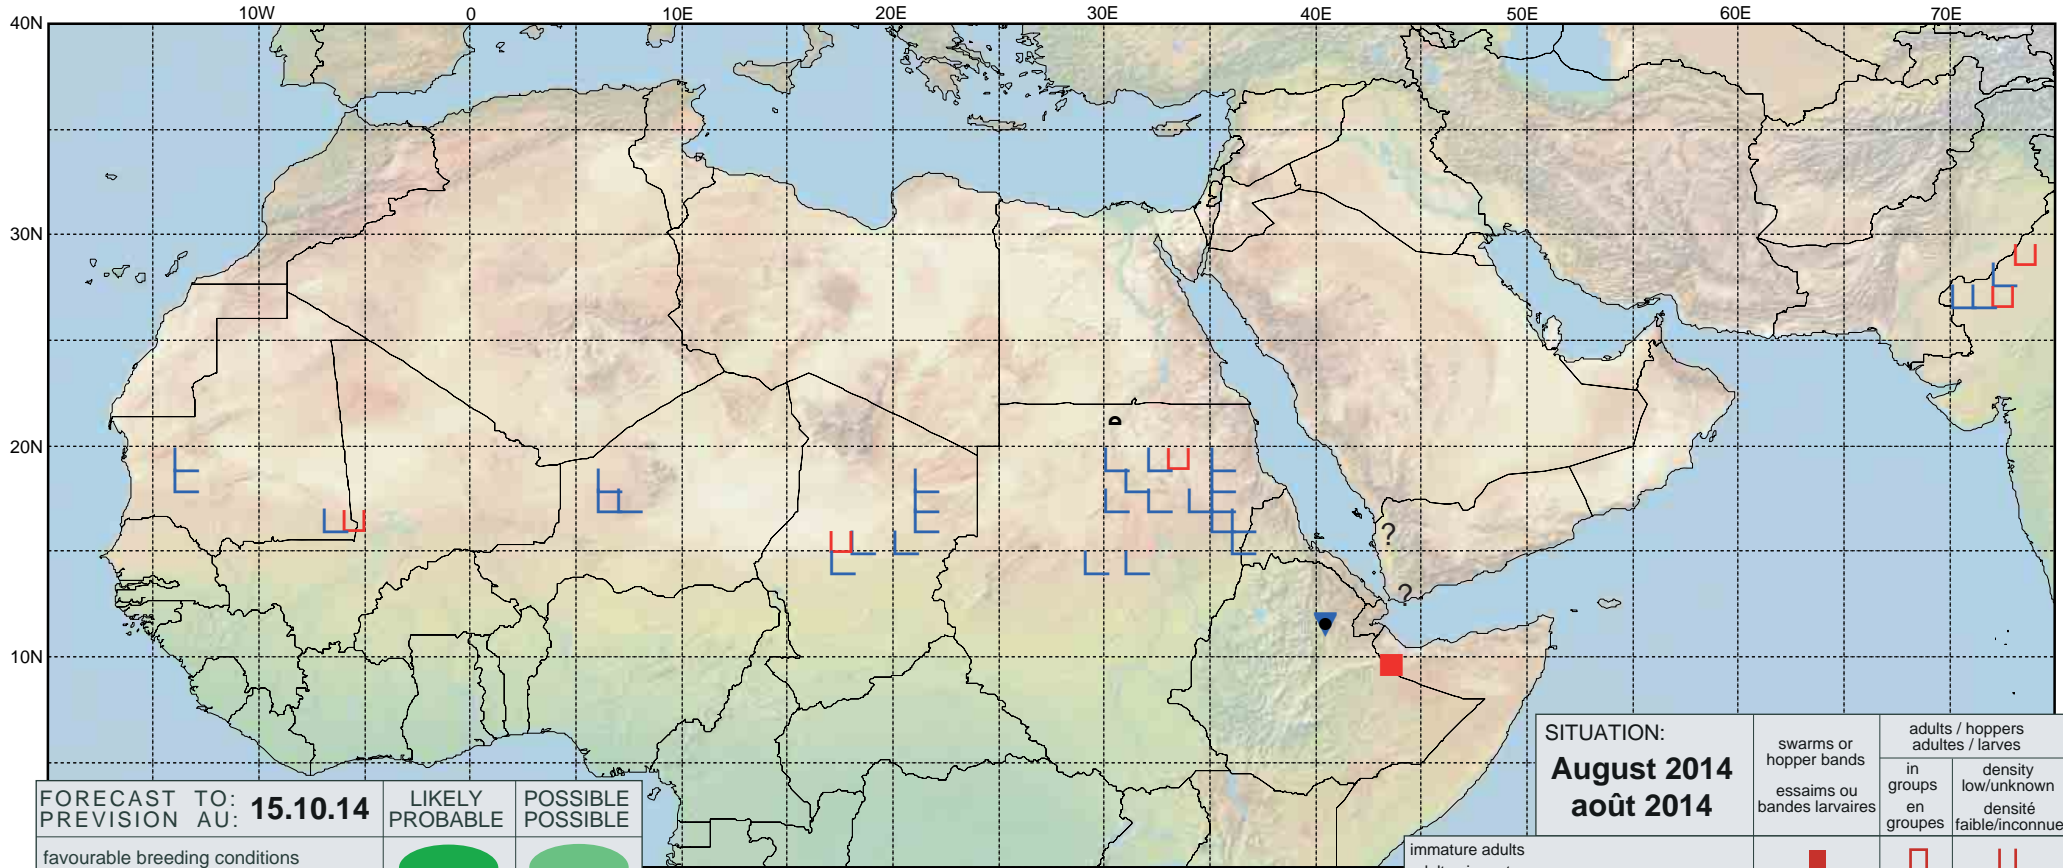 10W 0 10E 20E 30E 40E 50E 60E 70E
40N
30N
20N
10N
D
?
?
FORECAST TO: 15.10.14
PREVISION AU:
LIKELY
PROBABLE
POSSIBLE
POSSIBLE
favourable breeding conditions
SITUATION:
August 2014
août 2014
swarms or
hopper bands
essaims ou
bandes larvaires
adults / hoppers
adultes / larves
in
groups
en
groupes
density
low/unknown
densité
faible/inconnue
immature adults